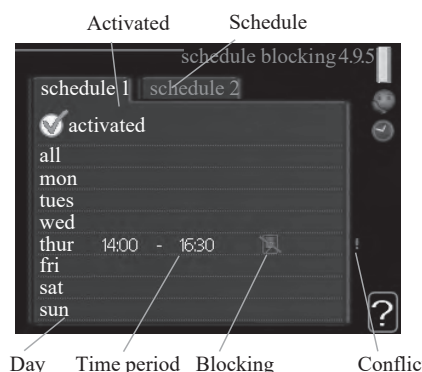 Activated Schedule
schedule blocking 4.9.5
schedule 1 schedule 2
activated
all
mon
tues
wed
thur 14:00 - 16:30 !
fri
sat
sun
?
Day Time period Blocking Conflic